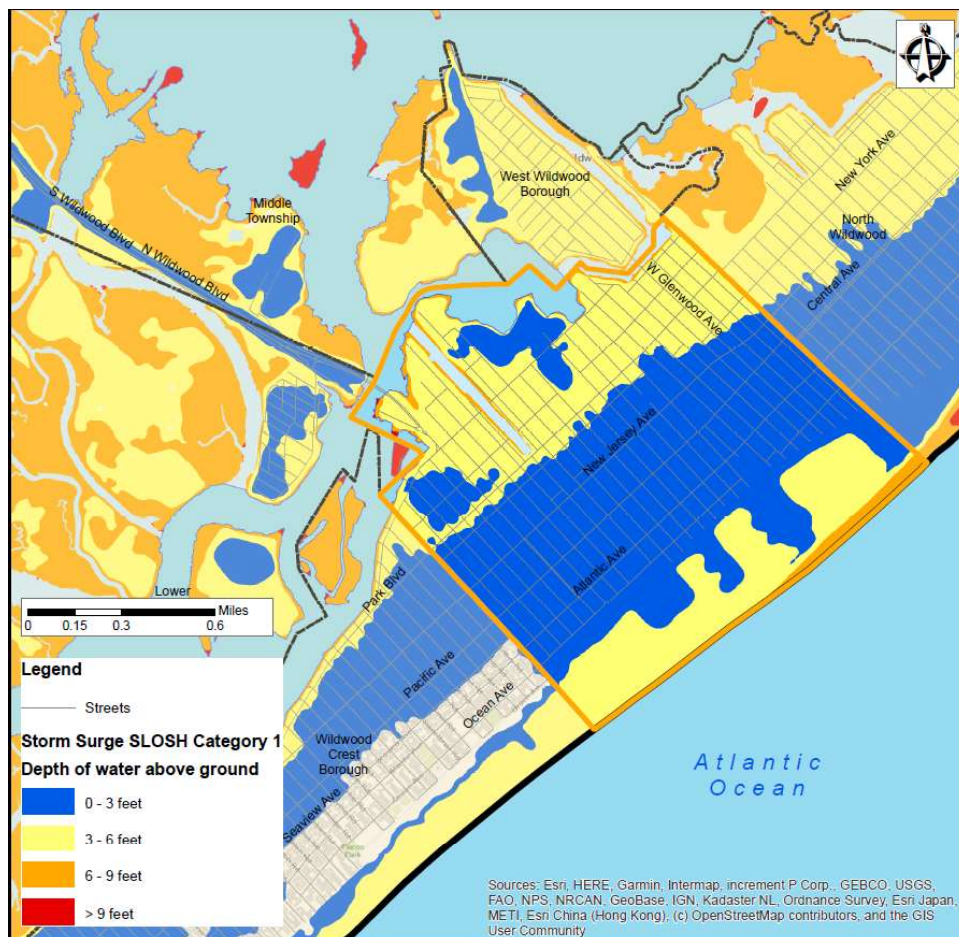 N
West Wildwood
Borough
ldw
New York Ave
Middle
Township
North
Wildwood
S Wildwood Blvd
N Wildwood Blvd
W Glenwood Ave
Central Ave
New Jersey Ave
Atlantic Ave
Park Blvd
Lower
Miles
0 0.15 0.3 0.6
Pacific Ave
Ocean Ave
Wildwood
Crest
Borough
Seaview Ave
Atlantic
Ocean
Legend
Streets
Storm Surge SLOSH Category 1
Depth of water above ground
0 - 3 feet
3 - 6 feet
6 - 9 feet
> 9 feet
Park
Sources: Esri, HERE, Garmin, Intermap, increment P Corp., GEBCO, USGS,
FAO, NPS, NRCAN, GeoBase, IGN, Kadaster NL, Ordnance Survey, Esri Japan,
METI, Esri China (Hong Kong), (c) OpenStreetMap contributors, and the GIS
User Community